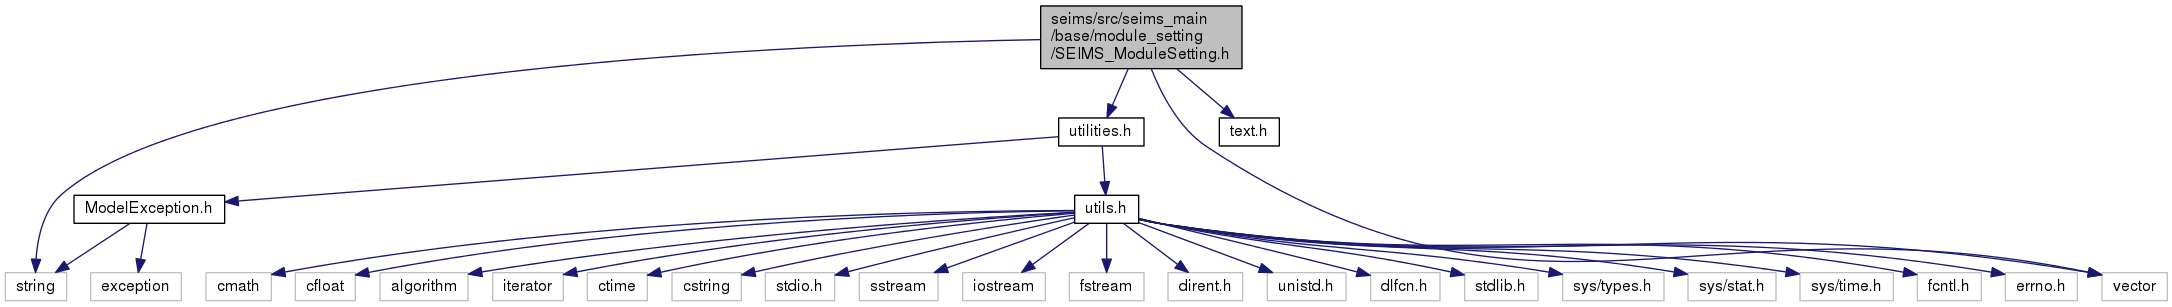 seims/src/seims_main
/base/module_setting
/SEIMS_ModuleSetting.h
utilities.h
text.h
ModelException.h
utils.h
string
exception
cmath
cfloat
algorithm
iterator
ctime
cstring
stdio.h
sstream
iostream
fstream
dirent.h
unistd.h
dlfcn.h
stdlib.h
sys/types.h
sys/stat.h
sys/time.h
fcntl.h
errno.h
vector